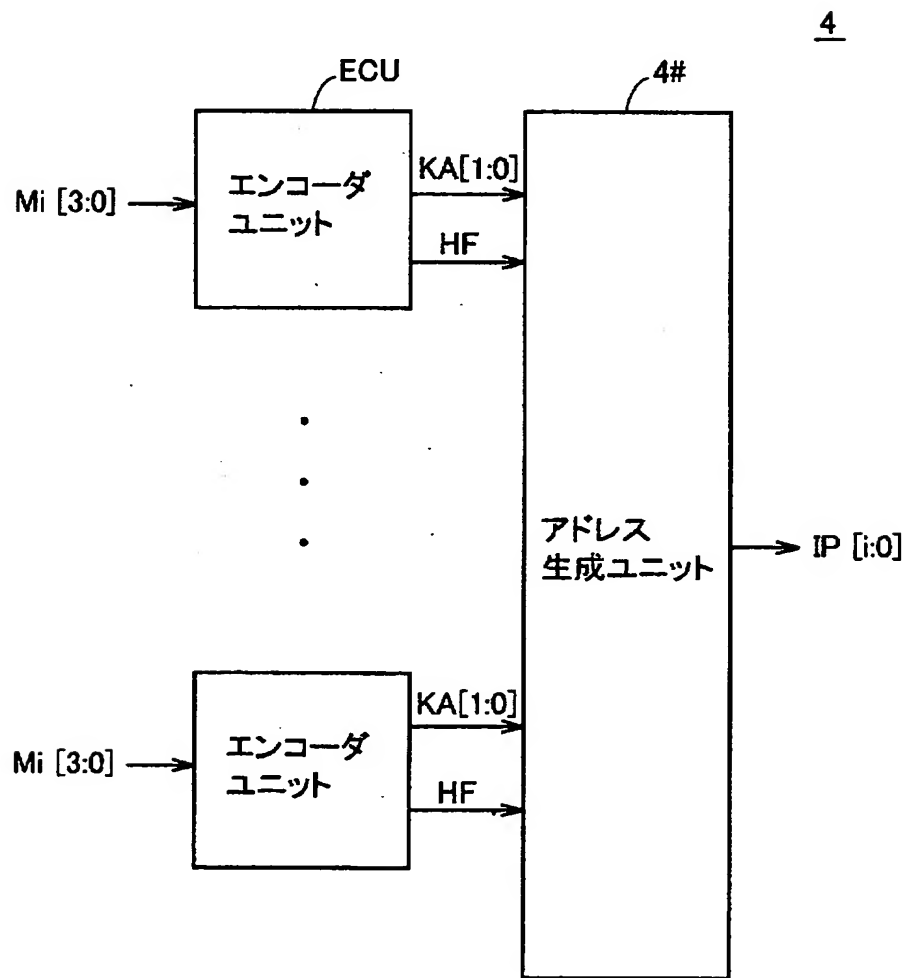 4
ECU
4#
Mi [3:0]
エンコーダ
ユニット
KA[1:0]
HF
アドレス
生成ユニット
IP [i:0]
Mi [3:0]
エンコーダ
ユニット
KA[1:0]
HF